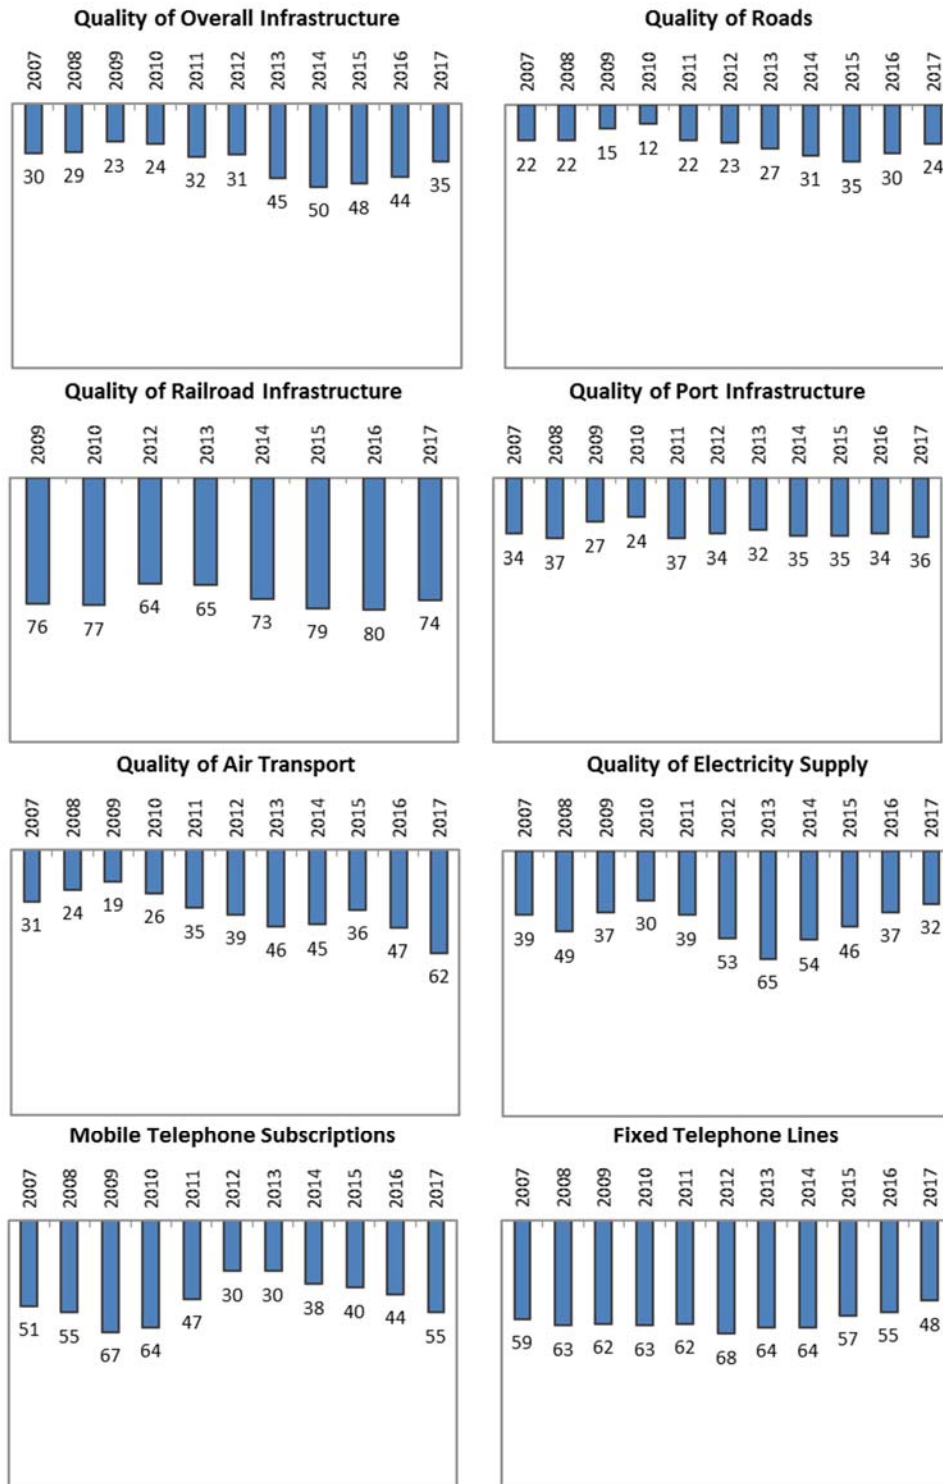 Quality of Overall Infrastructure
2007 2008 2009 2010 2011 2012 2013 2014 2015 2016 2017
30 29 23 24 32 31 45 50 48 44 35
Quality of Roads
2007 2008 2009 2010 2011 2012 2013 2014 2015 2016 2017
22 22 15 12 22 23 27 31 35 30 24
Quality of Railroad Infrastructure
2009 2010 2012 2013 2014 2015 2016 2017
76 77 64 65 73 79 80 74
Quality of Port Infrastructure
2007 2008 2009 2010 2011 2012 2013 2014 2015 2016 2017
34 37 27 24 37 34 32 35 35 34 36
Quality of Air Transport
2007 2008 2009 2010 2011 2012 2013 2014 2015 2016 2017
31 24 19 26 35 39 46 45 36 47 62
Quality of Electricity Supply
2007 2008 2009 2010 2011 2012 2013 2014 2015 2016 2017
39 49 37 30 39 53 65 54 46 37 32
Mobile Telephone Subscriptions
2007 2008 2009 2010 2011 2012 2013 2014 2015 2016 2017
51 55 67 64 47 30 30 38 40 44 55
Fixed Telephone Lines
2007 2008 2009 2010 2011 2012 2013 2014 2015 2016 2017
59 63 62 63 62 68 64 64 57 55 48